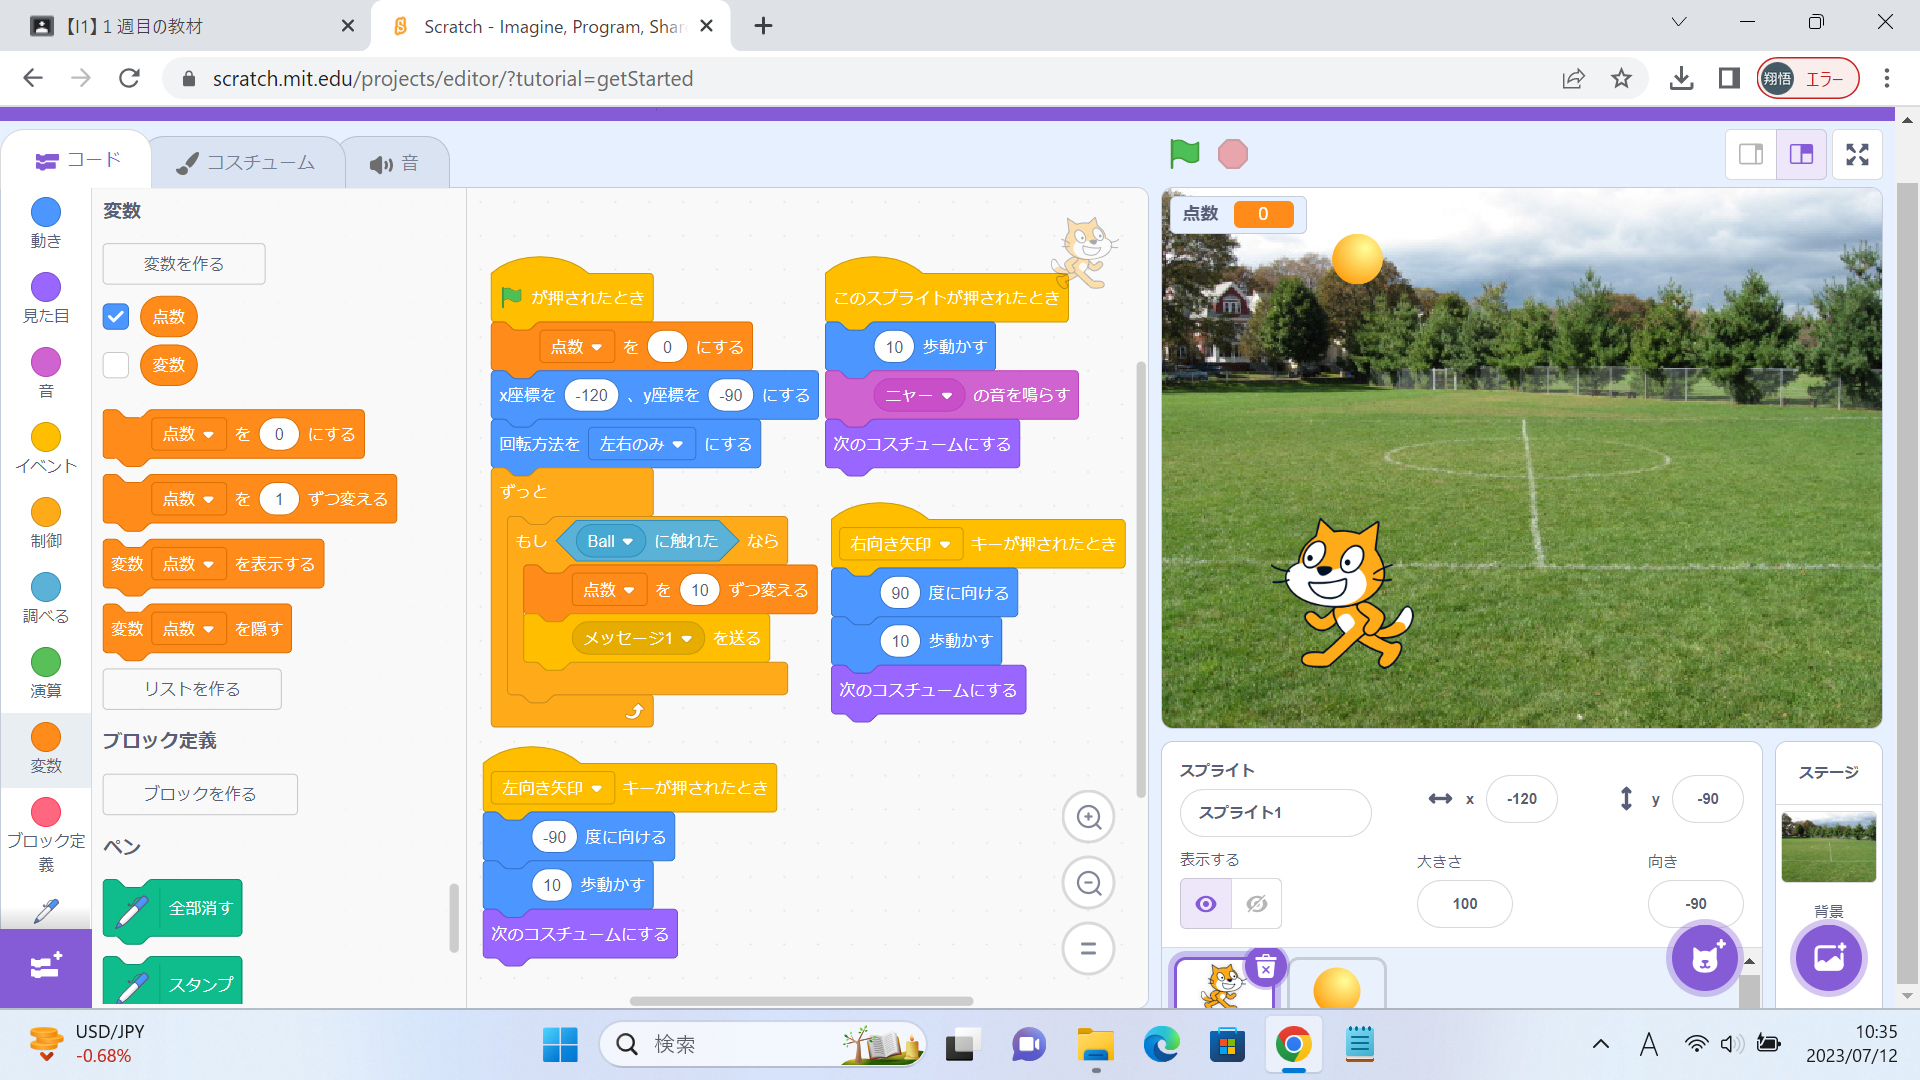 【I1】1 週目の教材
Scratch - Imagine, Program, Shar
scratch.mit.edu/projects/editor/?tutorial=getStarted
翔悟 エラー
コード
コスチューム
音
動き
見た目
音
イベント
制御
調べる
演算
変数
ブロック定
義
変数
変数を作る
点数
変数
点数 を 0 にする
点数 を 1 ずつ変える
変数 点数 を表示する
変数 点数 を隠す
リストを作る
ブロック定義
ブロックを作る
ペン
全部消す
スタンプ
が押されたとき
点数 を 0 にする
x座標を -120 、y座標を -90 にする
回転方法を 左右のみ にする
ずっと
もし Ball に触れた なら
点数 を 10 ずつ変える
メッセージ1 を送る
左向き矢印 キーが押されたとき
-90 度に向ける
10 歩動かす
次のコスチュームにする
このスプライトが押されたとき
10 歩動かす
ニャー の音を鳴らす
次のコスチュームにする
右向き矢印 キーが押されたとき
90 度に向ける
10 歩動かす
次のコスチュームにする
点数 0
スプライト
スプライト1
x -120
y -90
表示する
大きさ
100
向き
-90
ステージ
背景
USD/JPY
-0.68%
検索
A
10:35
2023/07/12